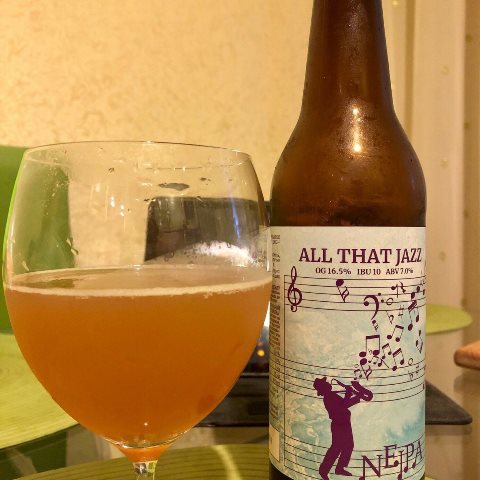 ALL THAT JAZZ
OG 16.5% IBU 10 ABV 7.0%
NEIPA